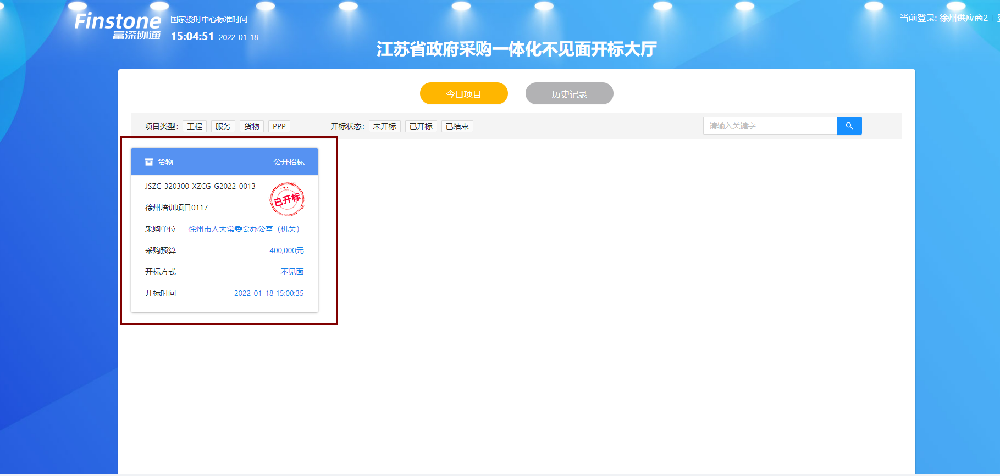 Finstone
富深协通
国家授时中心标准时间
15:04:51 2022-01-18
当前登录: 徐州供应商2
江苏省政府采购一体化不见面开标大厅
今日项目 历史记录
项目类型: 工程 服务 货物 PPP 开标状态: 未开标 已开标 已结束 请输入关键字
货物 公开招标
JSZC-320300-XZCG-G2022-0013
已开标
徐州培训项目0117
采购单位 徐州市人大常委会办公室（机关）
采购预算 400,000元
开标方式 不见面
开标时间 2022-01-18 15:00:35